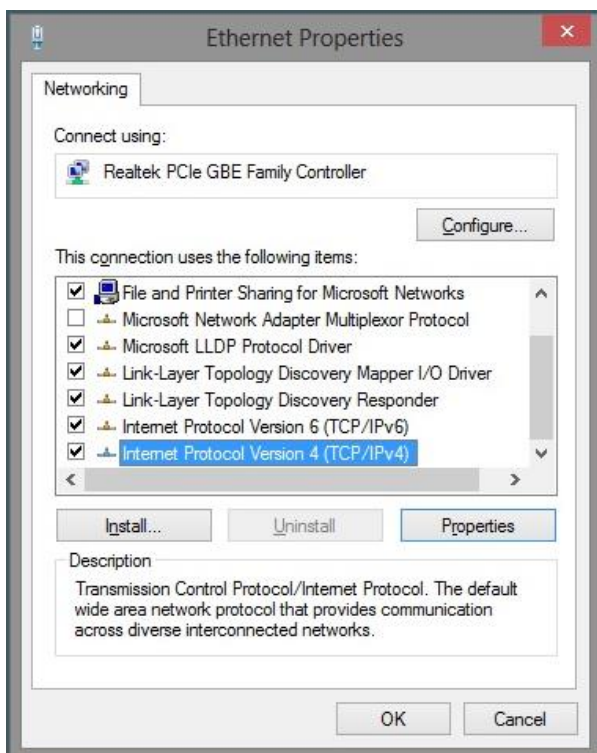 Ethernet Properties
Networking
Connect using:
Realtek PCIe GBE Family Controller
Configure...
This connection uses the following items:
File and Printer Sharing for Microsoft Networks
Microsoft Network Adapter Multiplexor Protocol
Microsoft LLDP Protocol Driver
Link-Layer Topology Discovery Mapper I/O Driver
Link-Layer Topology Discovery Responder
Internet Protocol Version 6 (TCP/IPv6)
Internet Protocol Version 4 (TCP/IPv4)
Install...
Uninstall
Properties
Description
Transmission Control Protocol/Internet Protocol. The default
wide area network protocol that provides communication
across diverse interconnected networks.
OK
Cancel